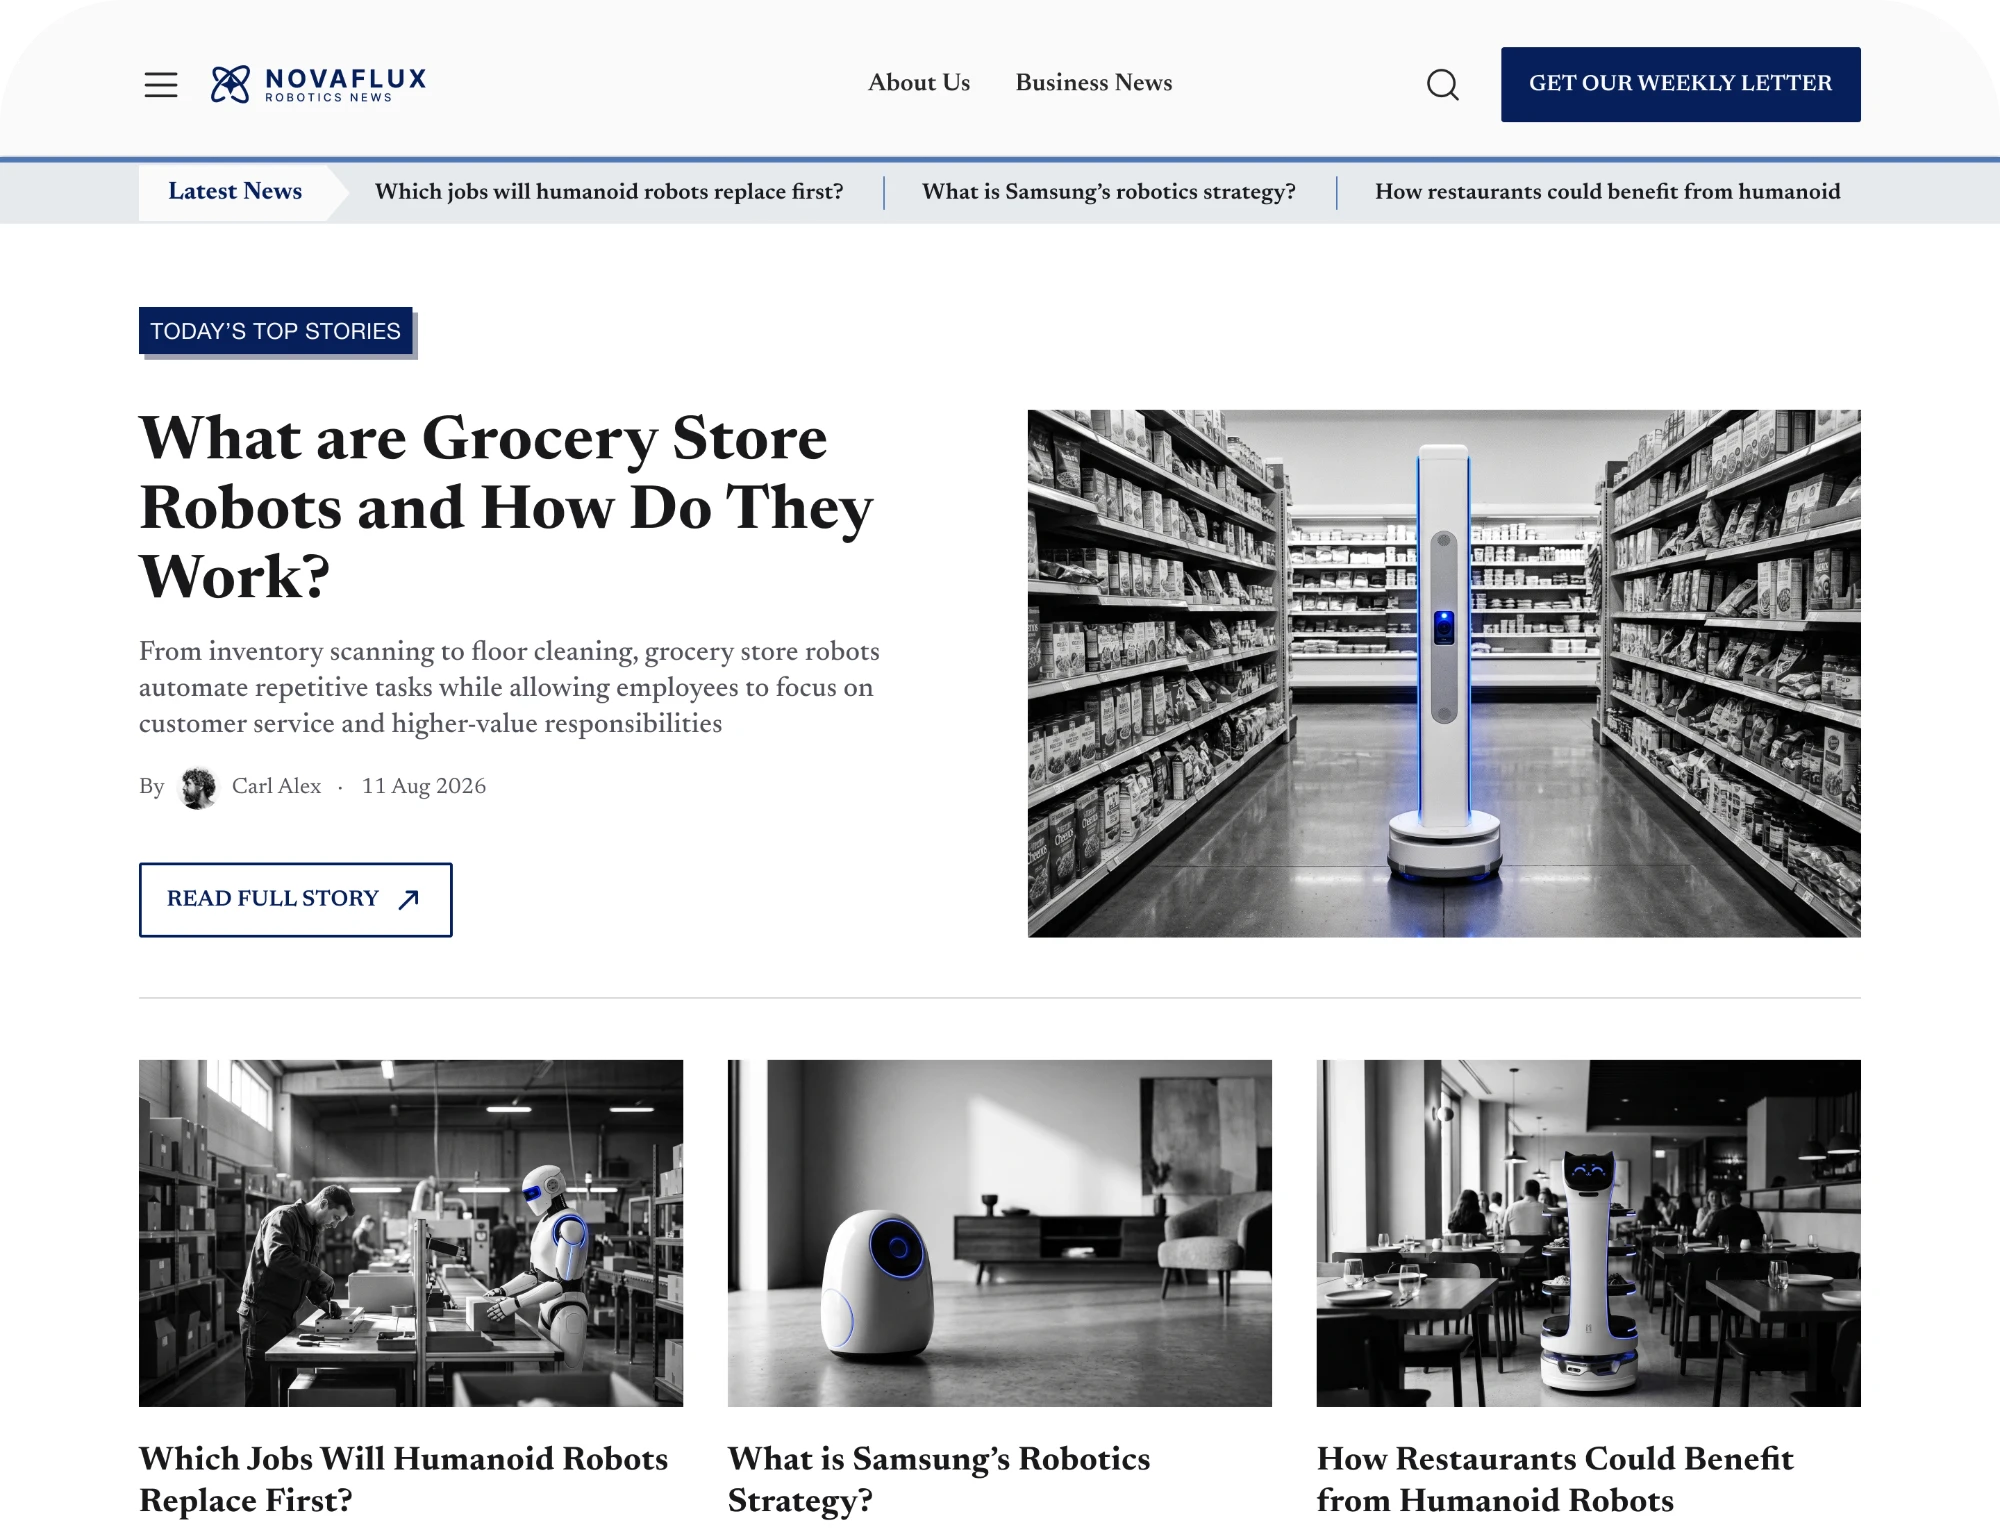 NOVAFLUX
ROBOTICS NEWS
About Us
Business News
GET OUR WEEKLY LETTER
Latest News
Which jobs will humanoid robots replace first?
What is Samsung’s robotics strategy?
How restaurants could benefit from humanoid
TODAY’S TOP STORIES
What are Grocery Store
Robots and How Do They
Work?
From inventory scanning to floor cleaning, grocery store robots
automate repetitive tasks while allowing employees to focus on
customer service and higher-value responsibilities
By Carl Alex · 11 Aug 2026
READ FULL STORY
Cheerios
Which Jobs Will Humanoid Robots
Replace First?
What is Samsung’s Robotics
Strategy?
How Restaurants Could Benefit
from Humanoid Robots